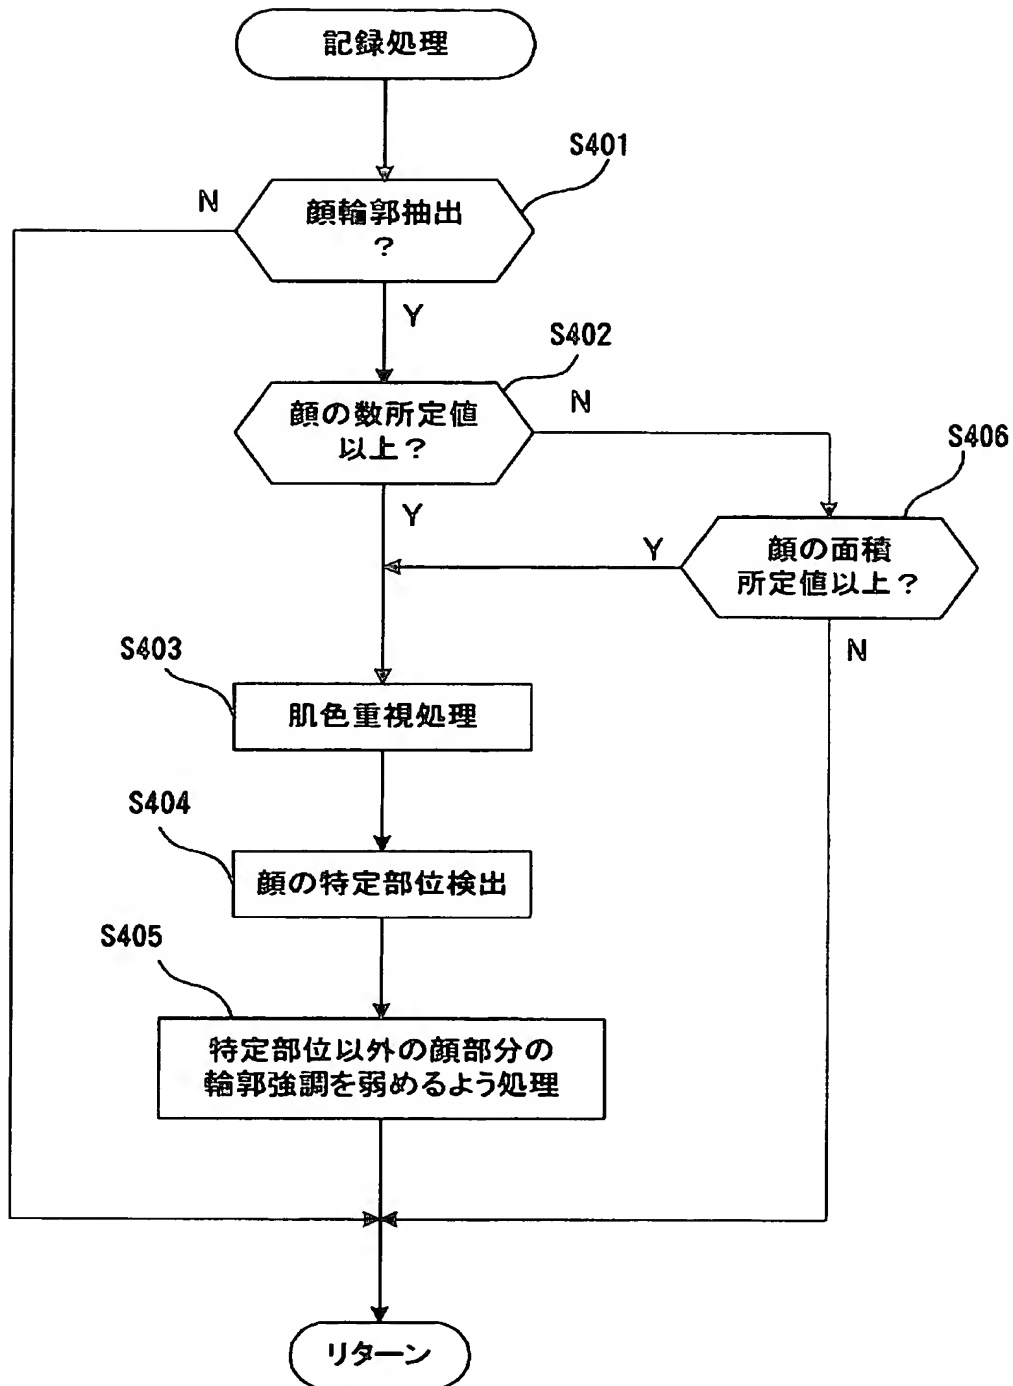 記録処理
S401
N
顔輪郭抽出
?
Y
S402
顔の数所定値
以上?
N
S406
Y
顔の面積
所定値以上?
Y
N
S403
肌色重視処理
S404
顔の特定部位検出
S405
特定部位以外の顔部分の
輪郭強調を弱めるよう処理
リターン